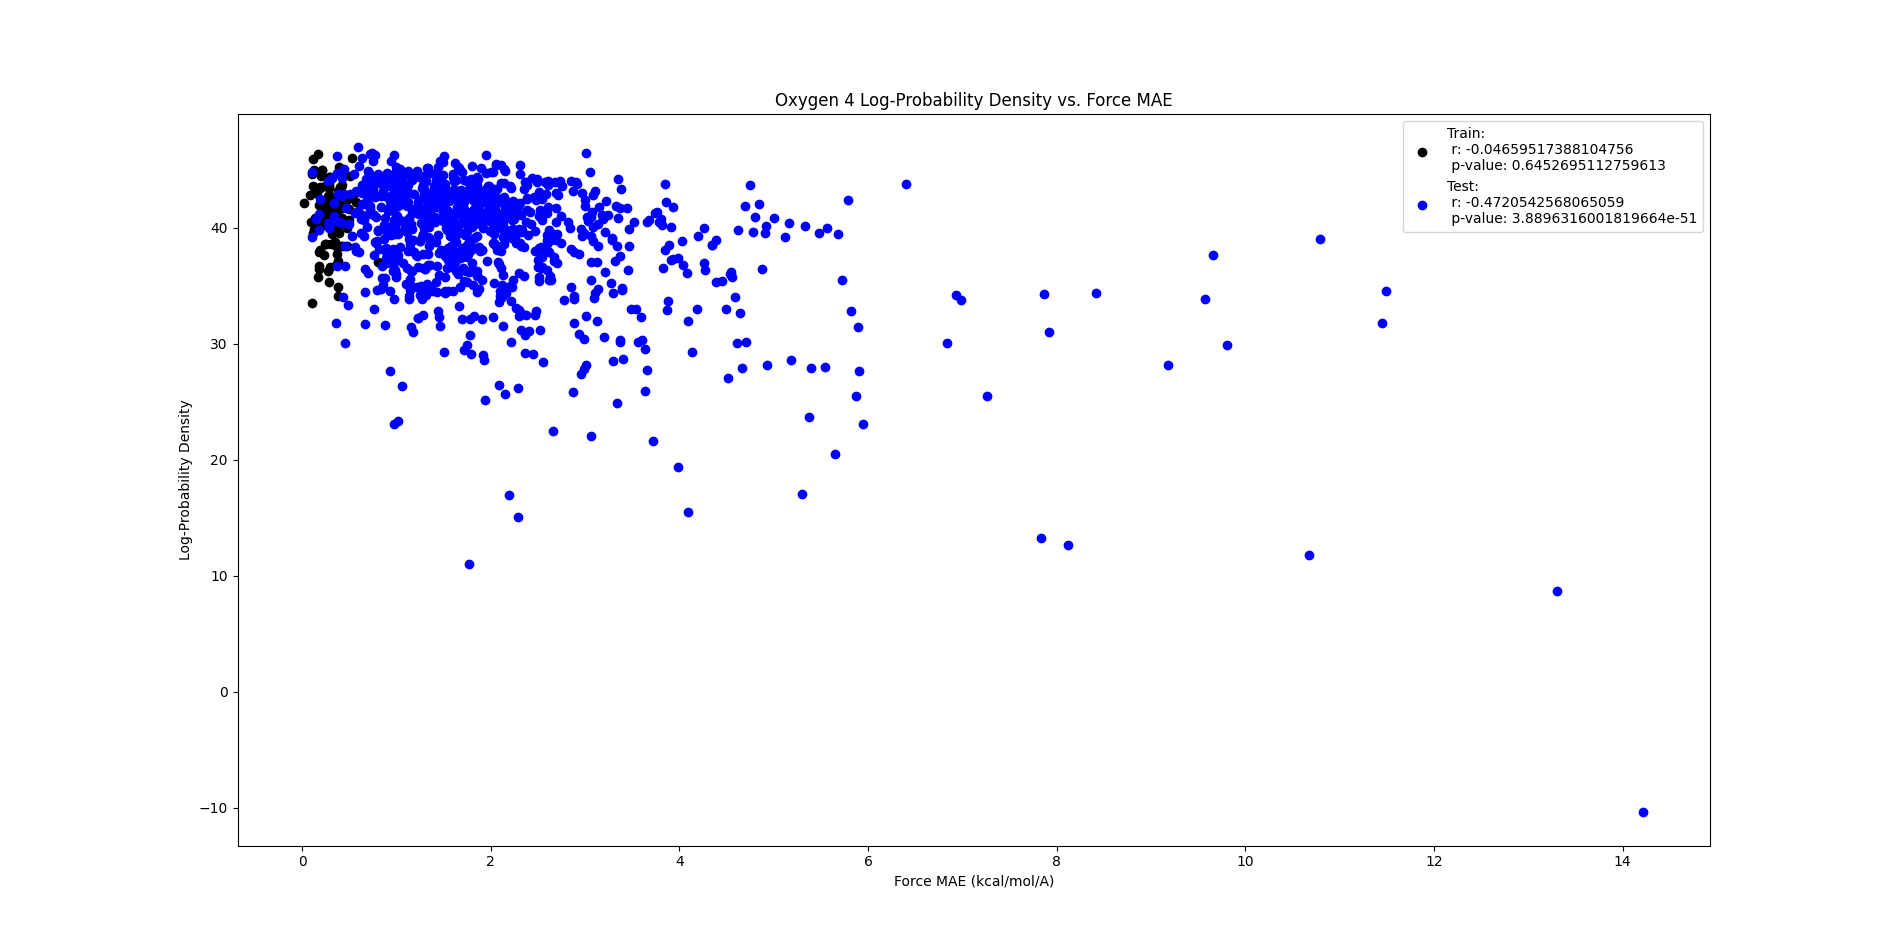 Oxygen 4 Log-Probability Density vs. Force MAE
Train:
r: -0.04659517388104756
p-value: 0.6452695112759613
Test:
r: -0.4720542568065059
p-value: 3.8896316001819664e-51
Log-Probability Density
40
30
20
10
0
−10
0 2 4 6 8 10 12 14
Force MAE (kcal/mol/A)